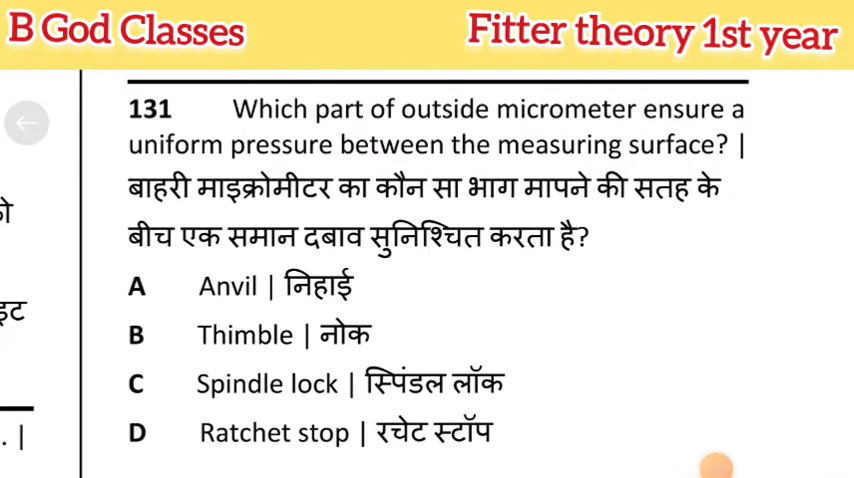 B God Classes
Fitter theory 1st year
131 Which part of outside micrometer ensure a
uniform pressure between the measuring surface? |
बाहरी माइक्रोमीटर का कौन सा भाग मापने की सतह के
बीच एक समान दबाव सुनिश्चित करता है?
A Anvil | निहाई
B Thimble | नोक
C Spindle lock | स्पिंडल लॉक
D Ratchet stop | रचेट स्टॉप
. |